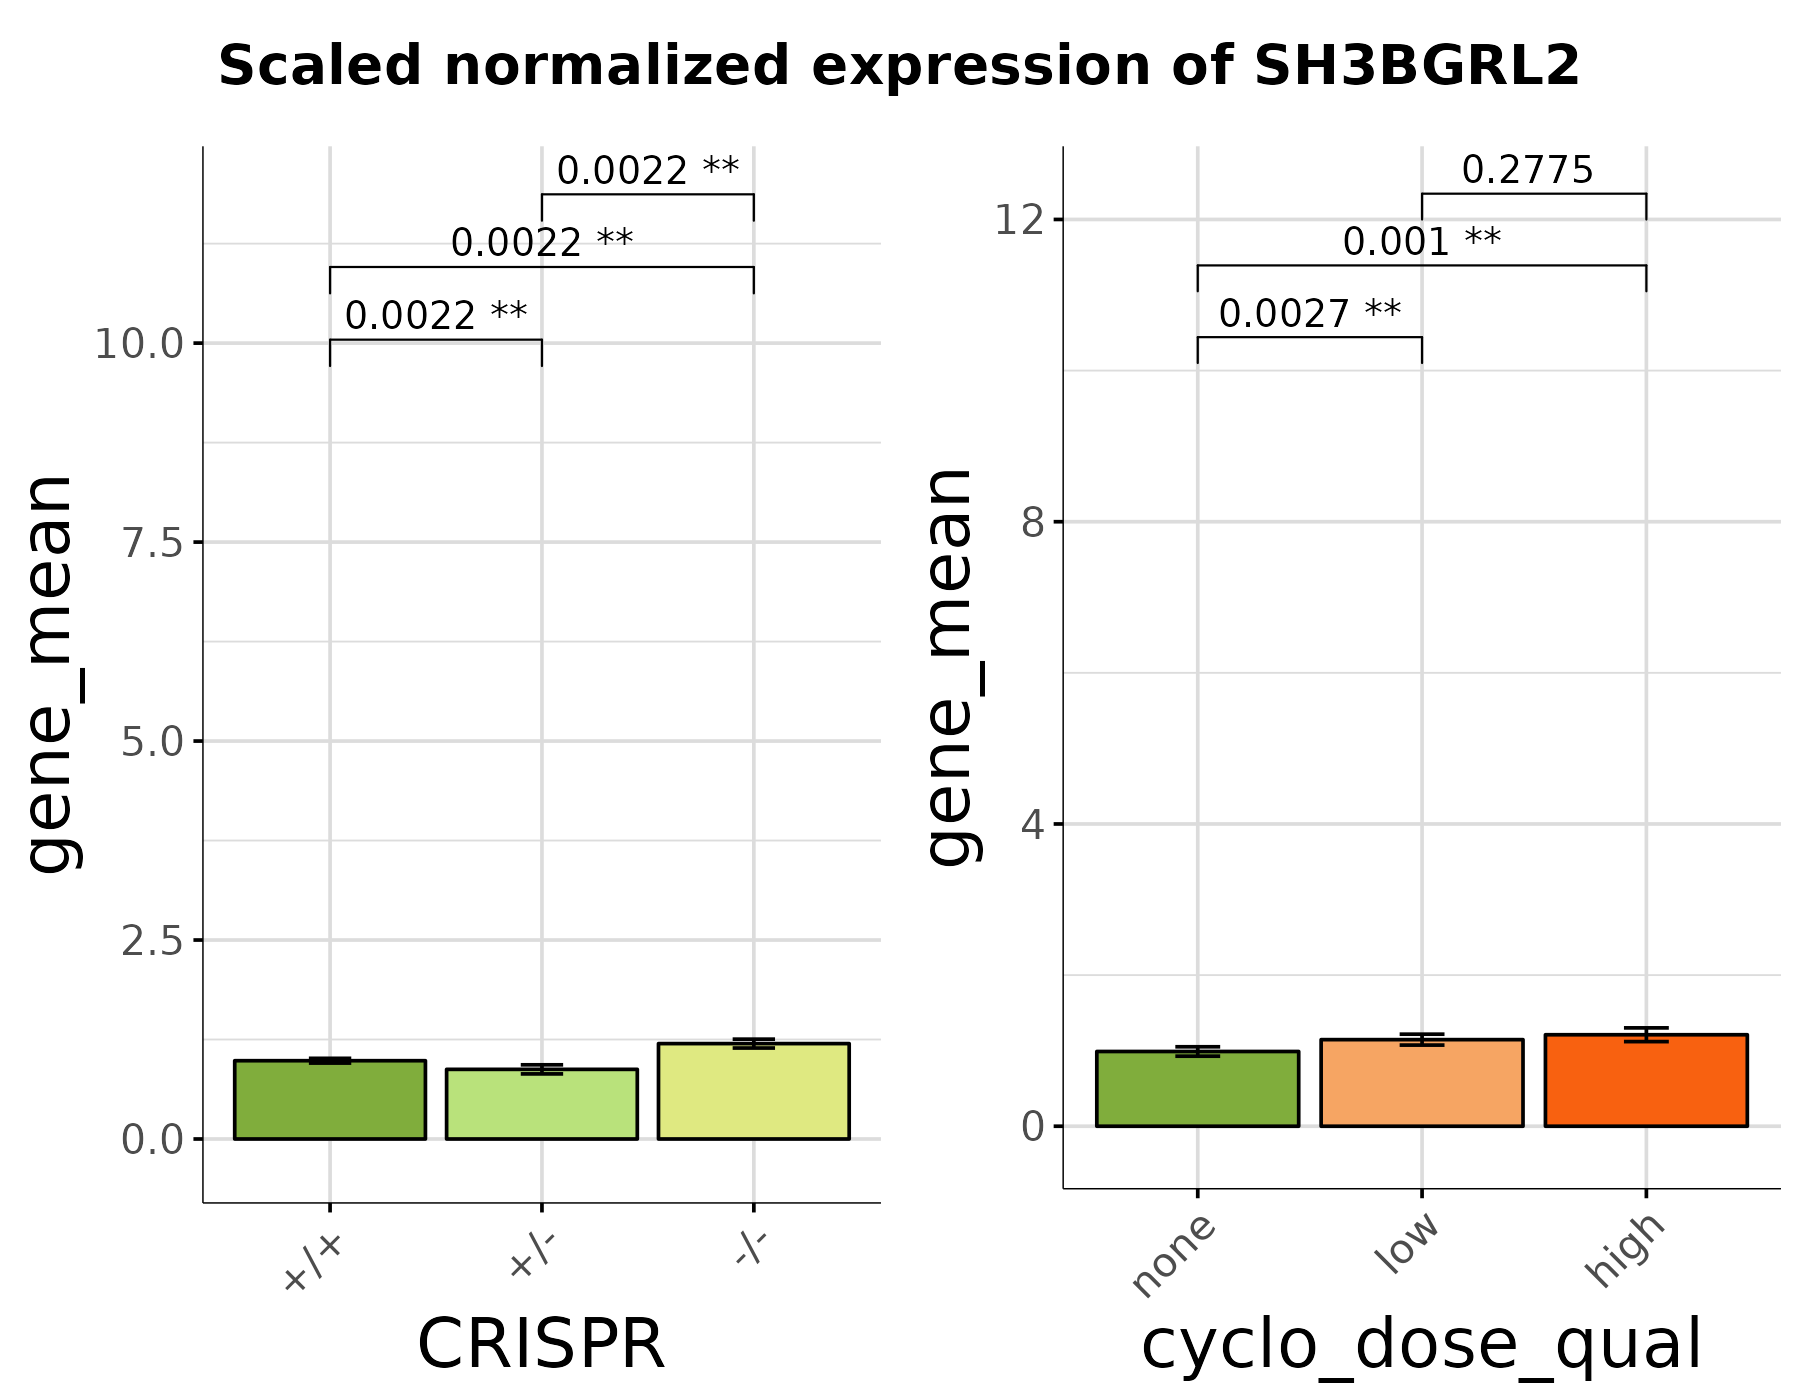 Scaled normalized expression of SH3BGRL2
gene_mean
10.0
7.5
5.0
2.5
0.0
0.0022 **
0.0022 **
0.0022 **
+/+
+/-
-/-
CRISPR
gene_mean
12
8
4
0
0.2775
0.001 **
0.0027 **
none
low
high
cyclo_dose_qual